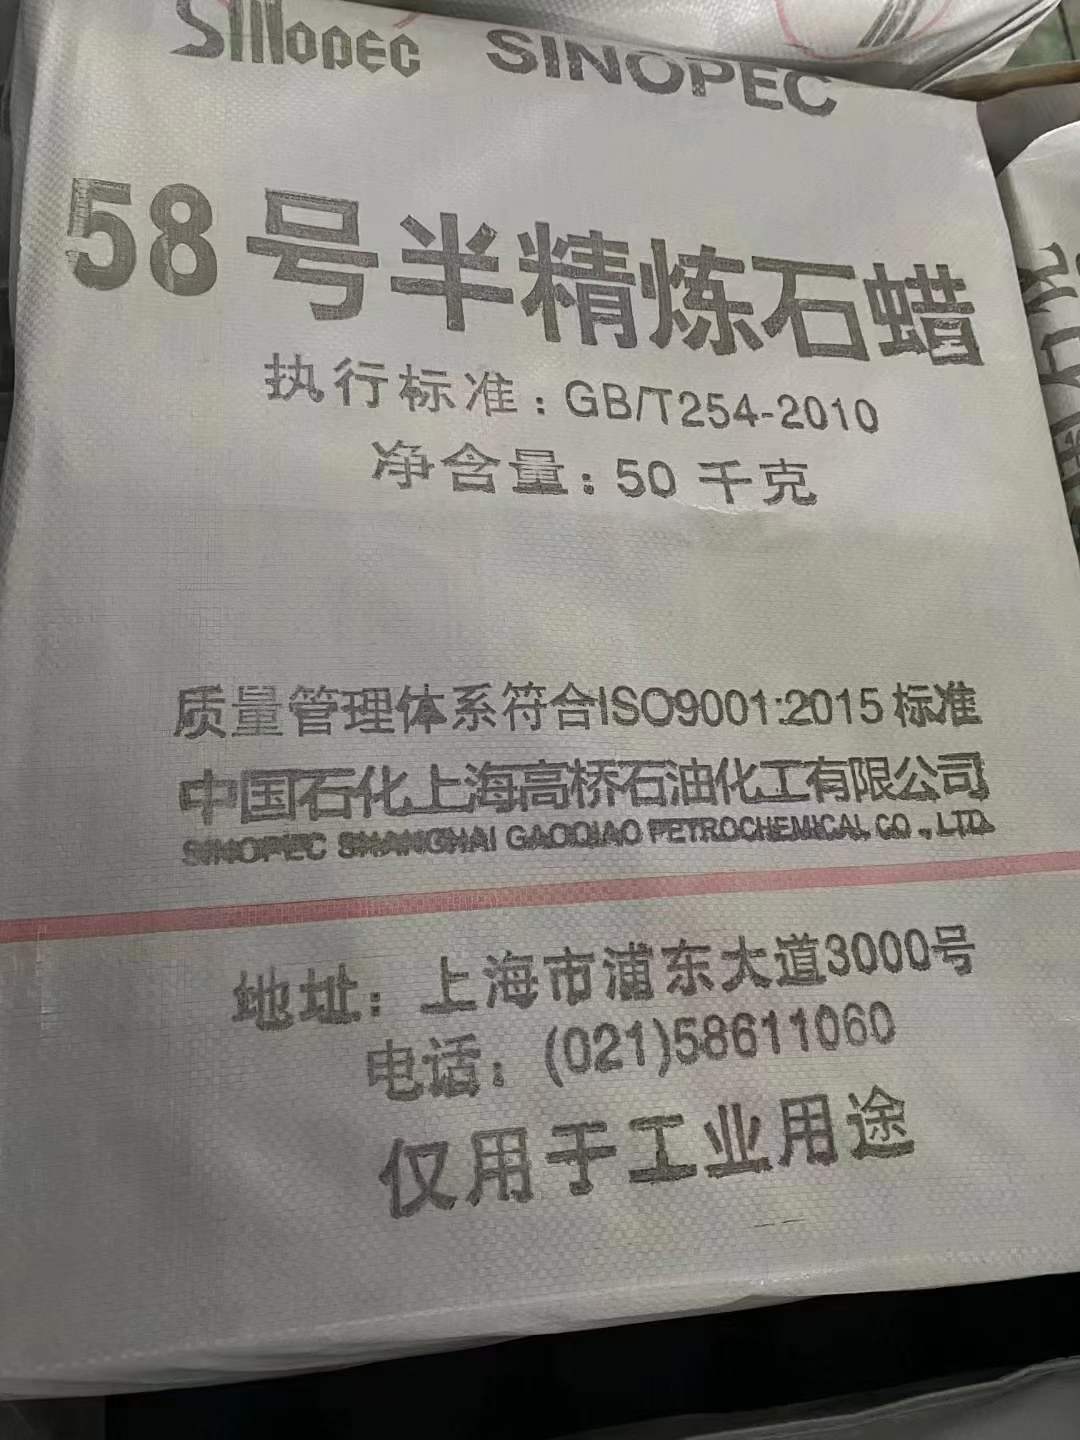 SINOPEC SINOPEC
58号半精炼石蜡
执行标准：GB/T254-2010
净含量：50 千克
质量管理体系符合ISO9001:2015标准
中国石化上海高桥石油化工有限公司
SINOPEC SHANGHAI GAOQIAO PETROCHEMICAL CO., LTD.
地址：上海市浦东大道3000号
电话：(021)58611060
仅用于工业用途